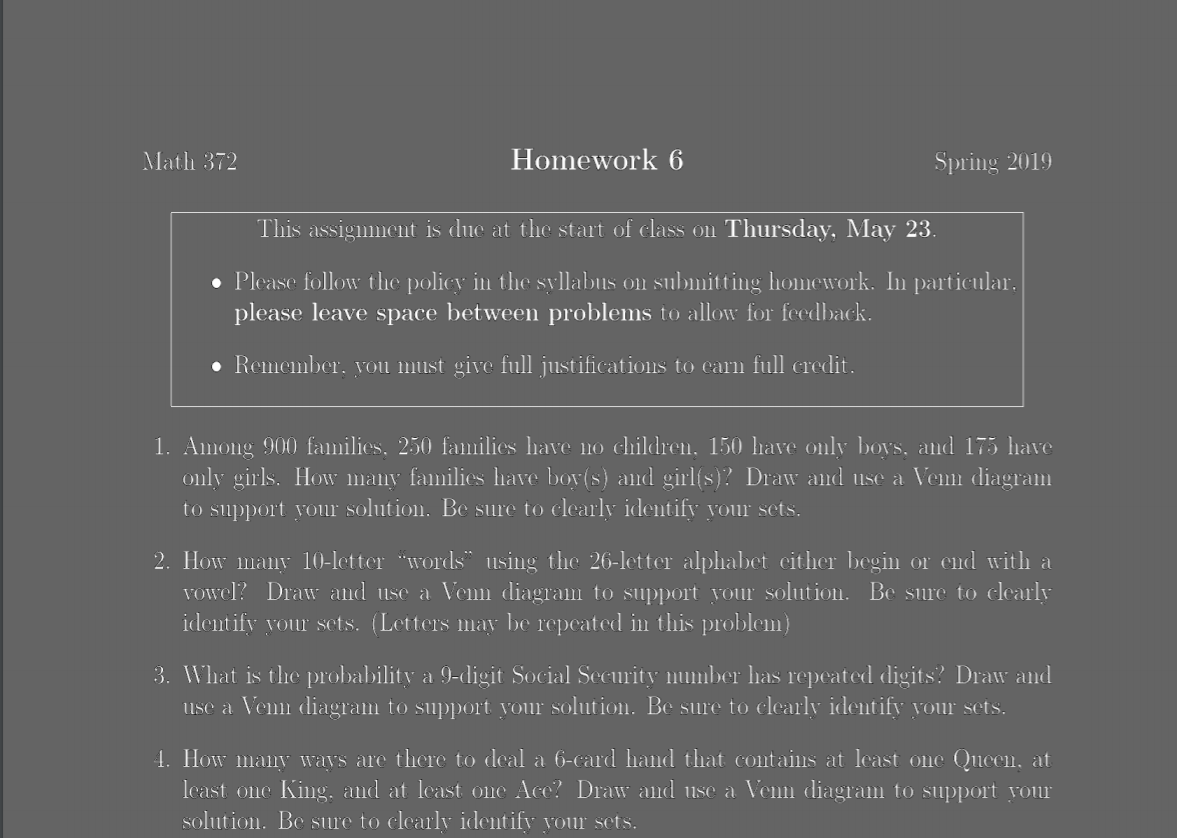 Math 372 Homework 6 Spring 2019
This assignment is due at the start of class on Thursday, May 23.
• Please follow the policy in the syllabus on submitting homework. In particular,
please leave space between problems to allow for feedback.
• Remember, you must give full justifications to earn full credit.
1. Among 900 families, 250 families have no children, 150 have only boys, and 175 have
only girls. How many families have boy(s) and girl(s)? Draw and use a Venn diagram
to support your solution. Be sure to clearly identify your sets.
2. How many 10-letter “words” using the 26-letter alphabet either begin or end with a
vowel? Draw and use a Venn diagram to support your solution. Be sure to clearly
identify your sets. (Letters may be repeated in this problem)
3. What is the probability a 9-digit Social Security number has repeated digits? Draw and
use a Venn diagram to support your solution. Be sure to clearly identify your sets.
4. How many ways are there to deal a 6-card hand that contains at least one Queen, at
least one King, and at least one Ace? Draw and use a Venn diagram to support your
solution. Be sure to clearly identify your sets.